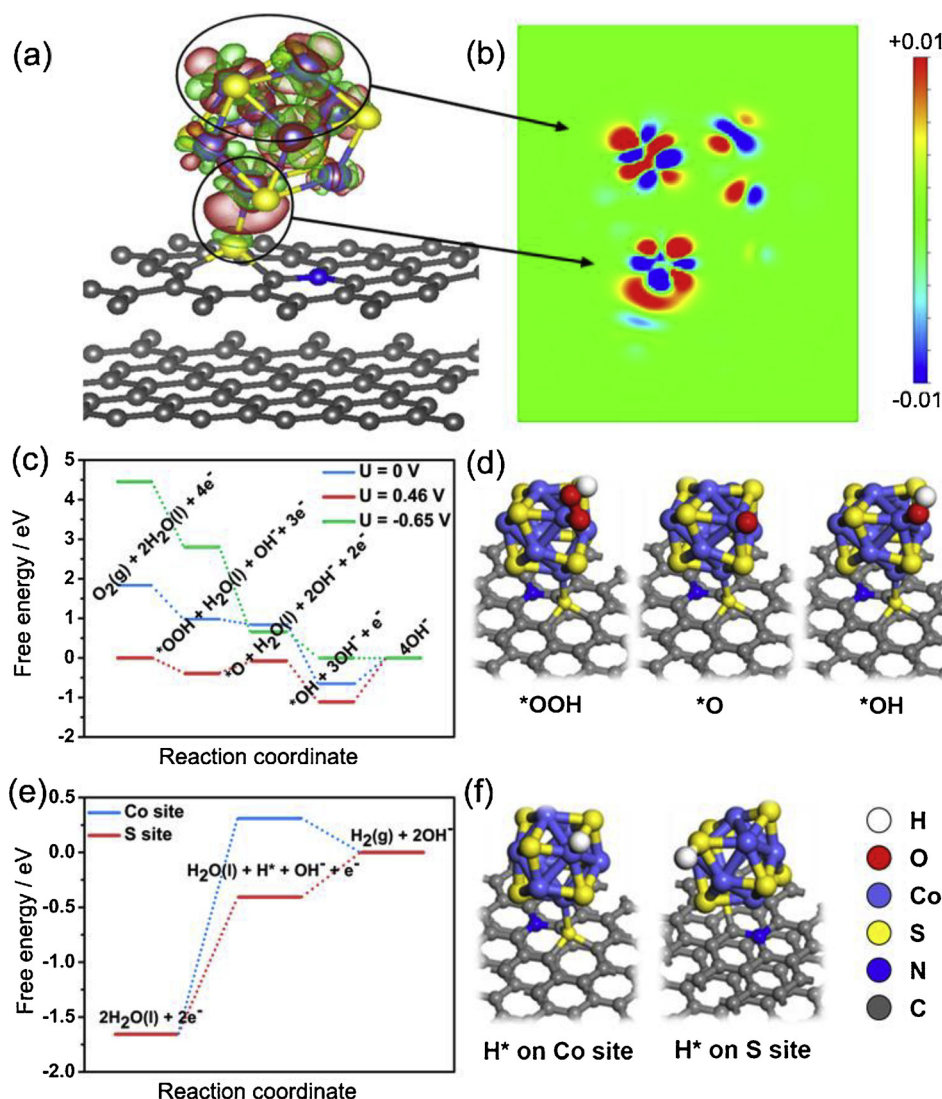 (a)
(b)
+0.01
-0.01
(c)
5
4
3
2
1
0
-1
-2
Free energy / eV
Reaction coordinate
U = 0 V
U = 0.46 V
U = -0.65 V
O₂(g) + 2H₂O(l) + 4e⁻
*OOH + H₂O(l) + OH⁻ + 3e⁻
*O + H₂O(l) + 2OH⁻ + 2e⁻
*OH + 3OH⁻ + e⁻
4OH⁻
(d)
*OOH
*O
*OH
(e)
0.5
0.0
-0.5
-1.0
-1.5
-2.0
Free energy / eV
Reaction coordinate
Co site
S site
2H₂O(l) + 2e⁻
H₂O(l) + H* + OH⁻ + e⁻
H₂(g) + 2OH⁻
(f)
H* on Co site
H* on S site
H
O
Co
S
N
C